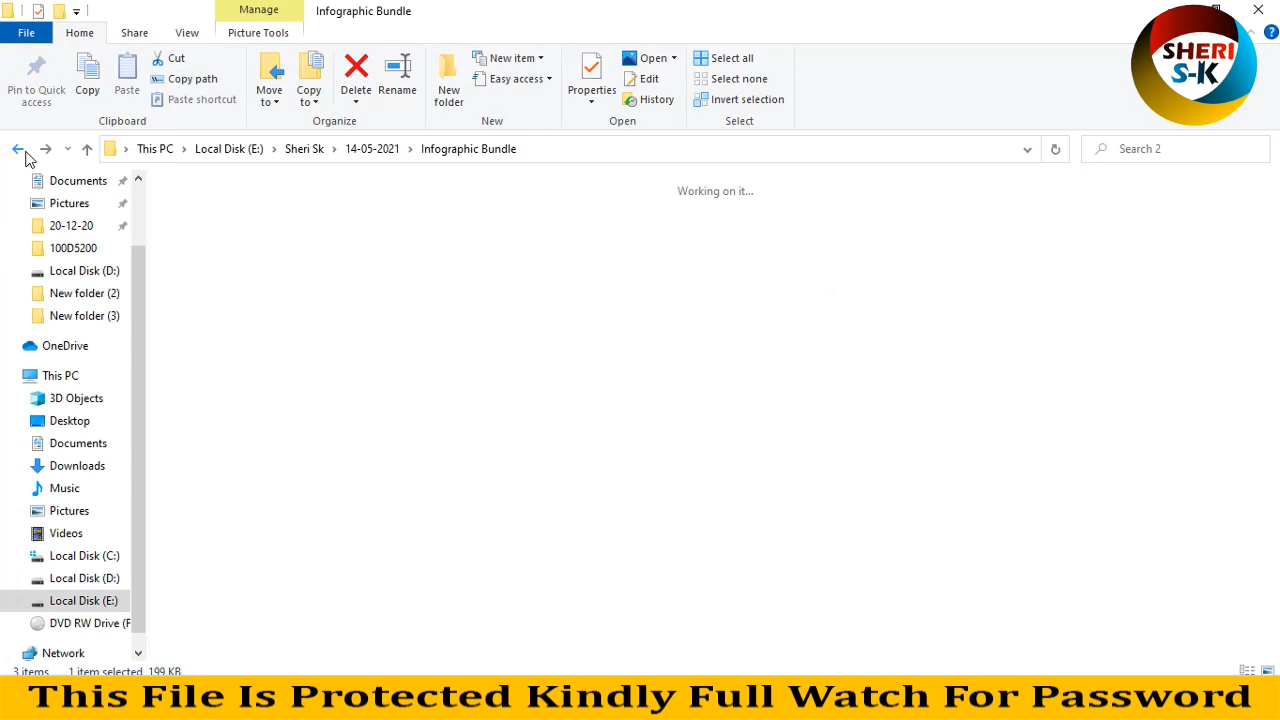 Manage
Infographic Bundle
File
Home
Share
View
Picture Tools
Pin to Quick access
Copy
Paste
Cut
Copy path
Paste shortcut
Clipboard
Move to
Copy to
Delete
Rename
Organize
New folder
New item
Easy access
New
Properties
Open
Edit
History
Open
Select all
Select none
Invert selection
Select
SHERI
S-K
This PC
Local Disk (E:)
Sheri Sk
14-05-2021
Infographic Bundle
Search 2
Working on it...
Documents
Pictures
20-12-20
100D5200
Local Disk (D:)
New folder (2)
New folder (3)
OneDrive
This PC
3D Objects
Desktop
Documents
Downloads
Music
Pictures
Videos
Local Disk (C:)
Local Disk (D:)
Local Disk (E:)
DVD RW Drive (F
Network
3 items
1 item selected
199 KB
This File Is Protected Kindly Full Watch For Password